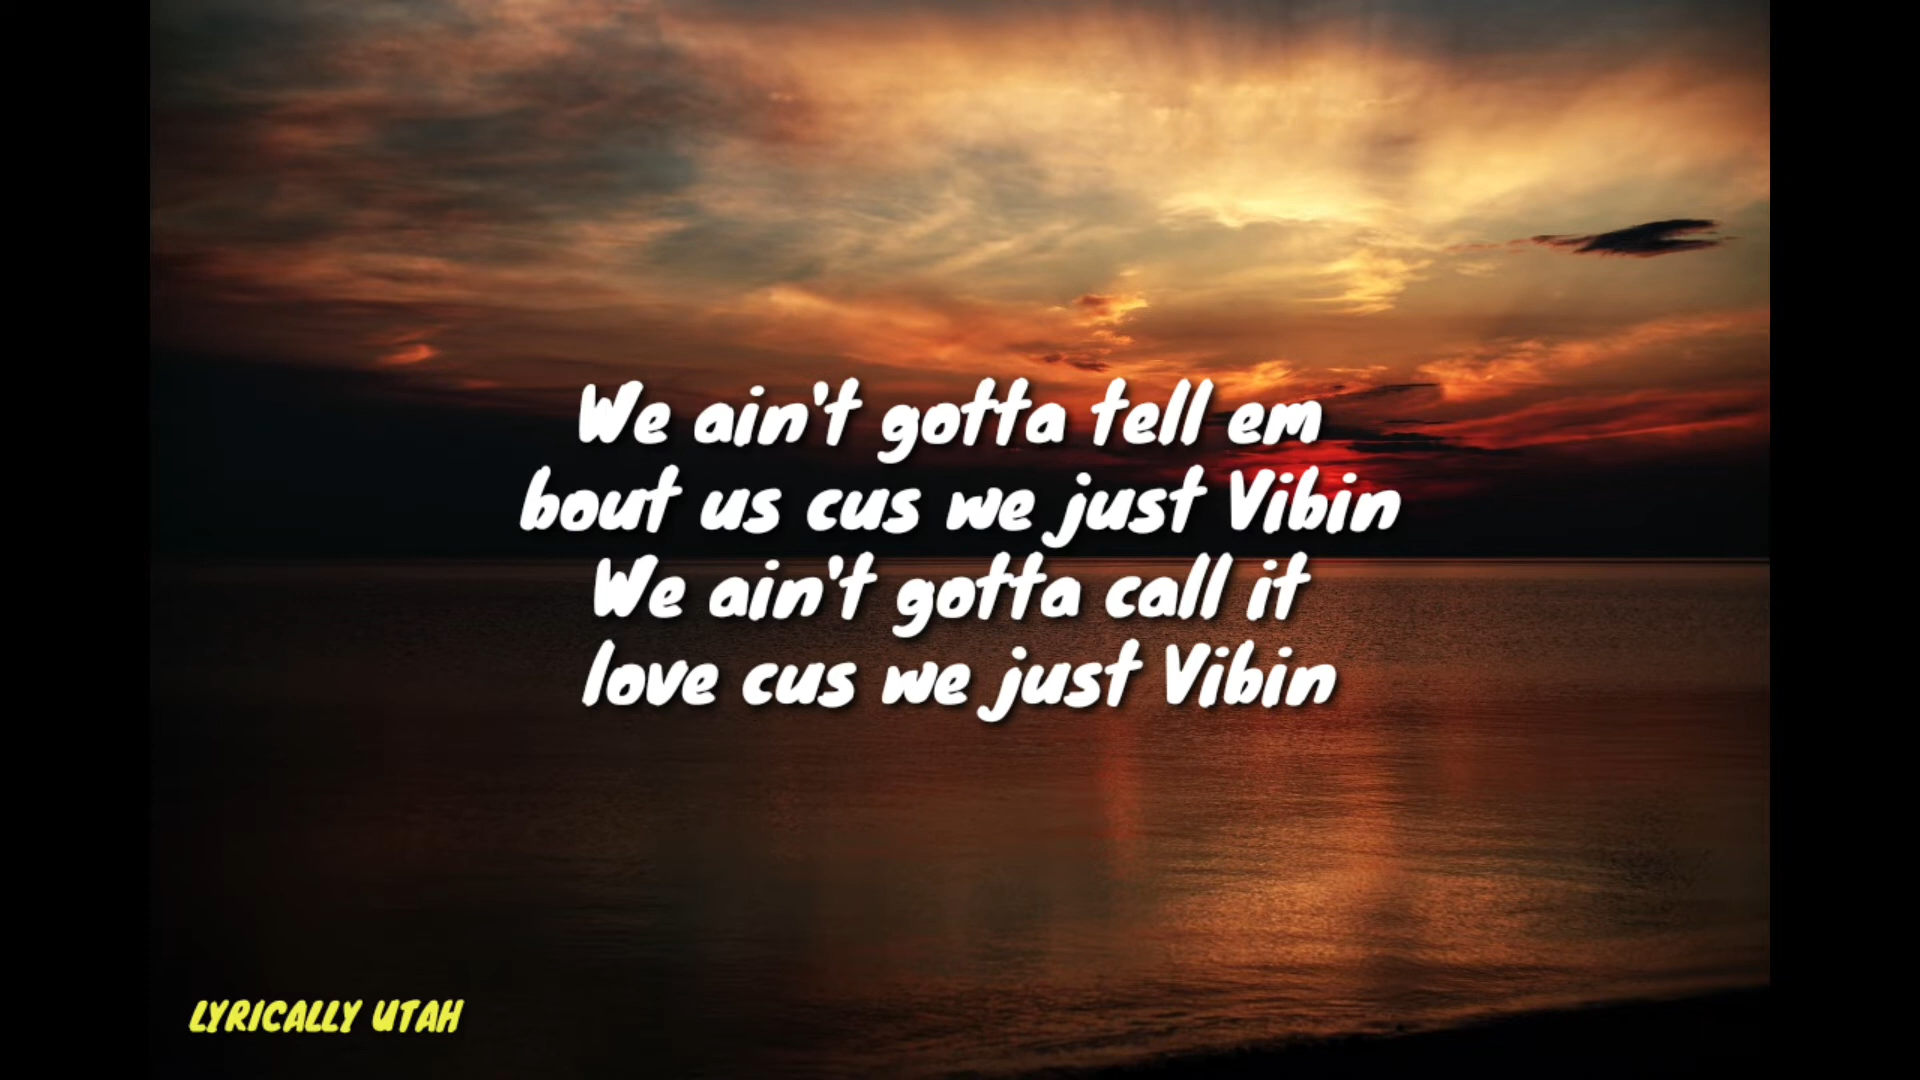 We ain't gotta tell em
bout us cus we just Vibin
We ain't gotta call it
love cus we just Vibin
LYRICALLY UTAH